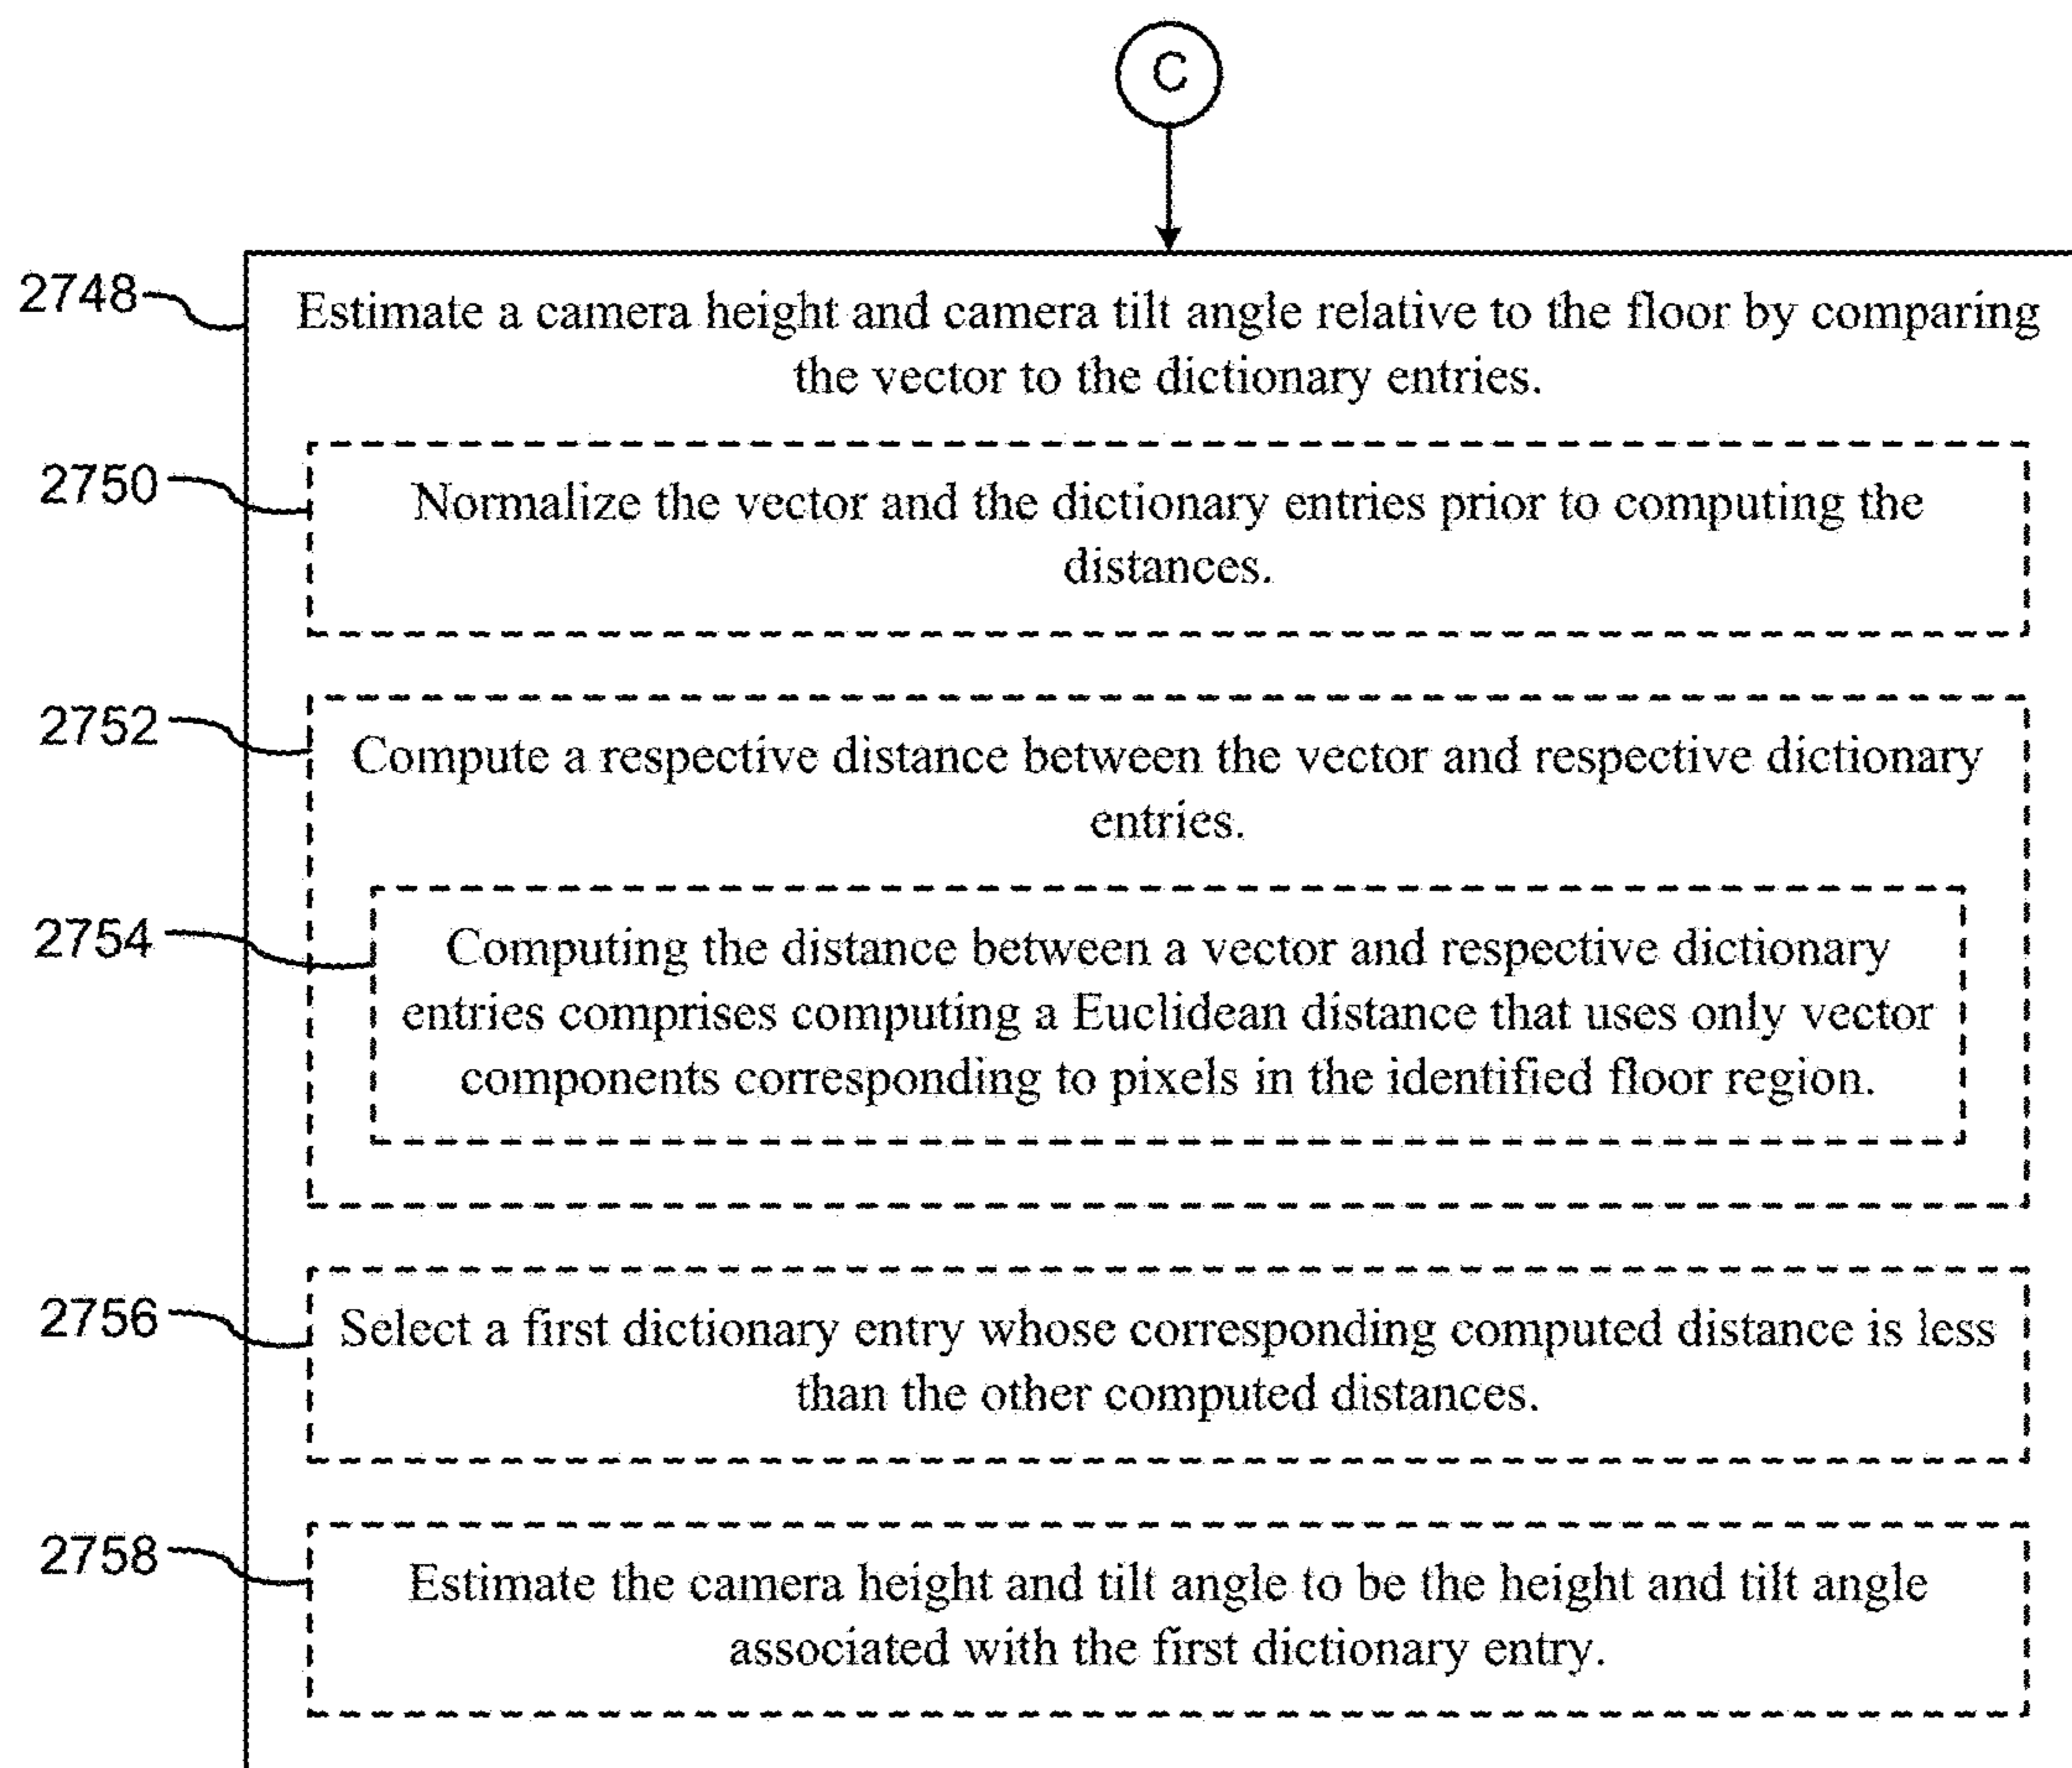 C
2748
Estimate a camera height and camera tilt angle relative to the floor by comparing
the vector to the dictionary entries.
2750
Normalize the vector and the dictionary entries prior to computing the
distances.
2752
Compute a respective distance between the vector and respective dictionary
entries.
2754
Computing the distance between a vector and respective dictionary
entries comprises computing a Euclidean distance that uses only vector
components corresponding to pixels in the identified floor region.
2756
Select a first dictionary entry whose corresponding computed distance is less
than the other computed distances.
2758
Estimate the camera height and tilt angle to be the height and tilt angle
associated with the first dictionary entry.